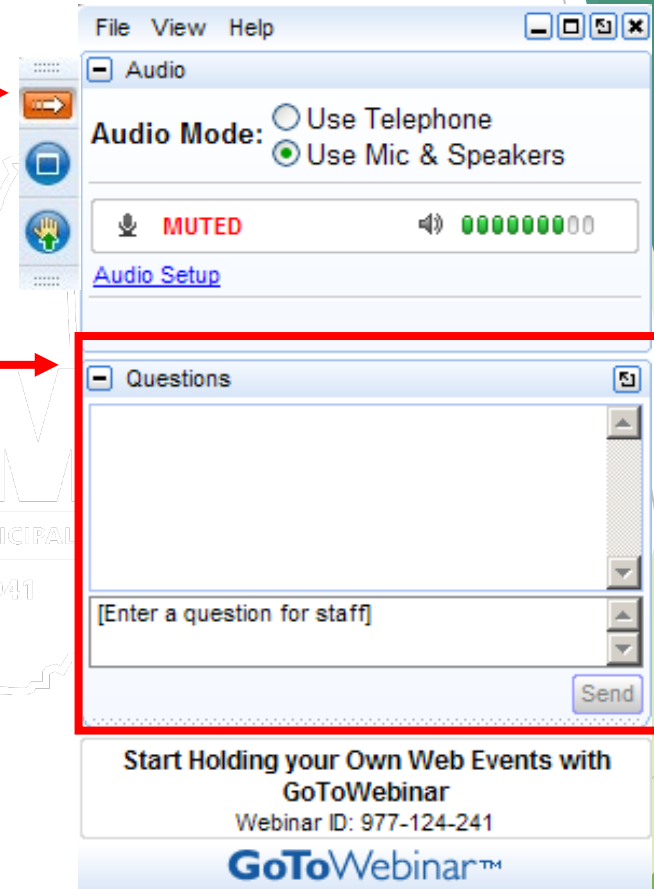 File View Help
Audio
Audio Mode:
Use Telephone
Use Mic & Speakers
MUTED
Audio Setup
Questions
[Enter a question for staff]
Send
Start Holding your Own Web Events with
GoToWebinar
Webinar ID: 977-124-241
GoToWebinar™